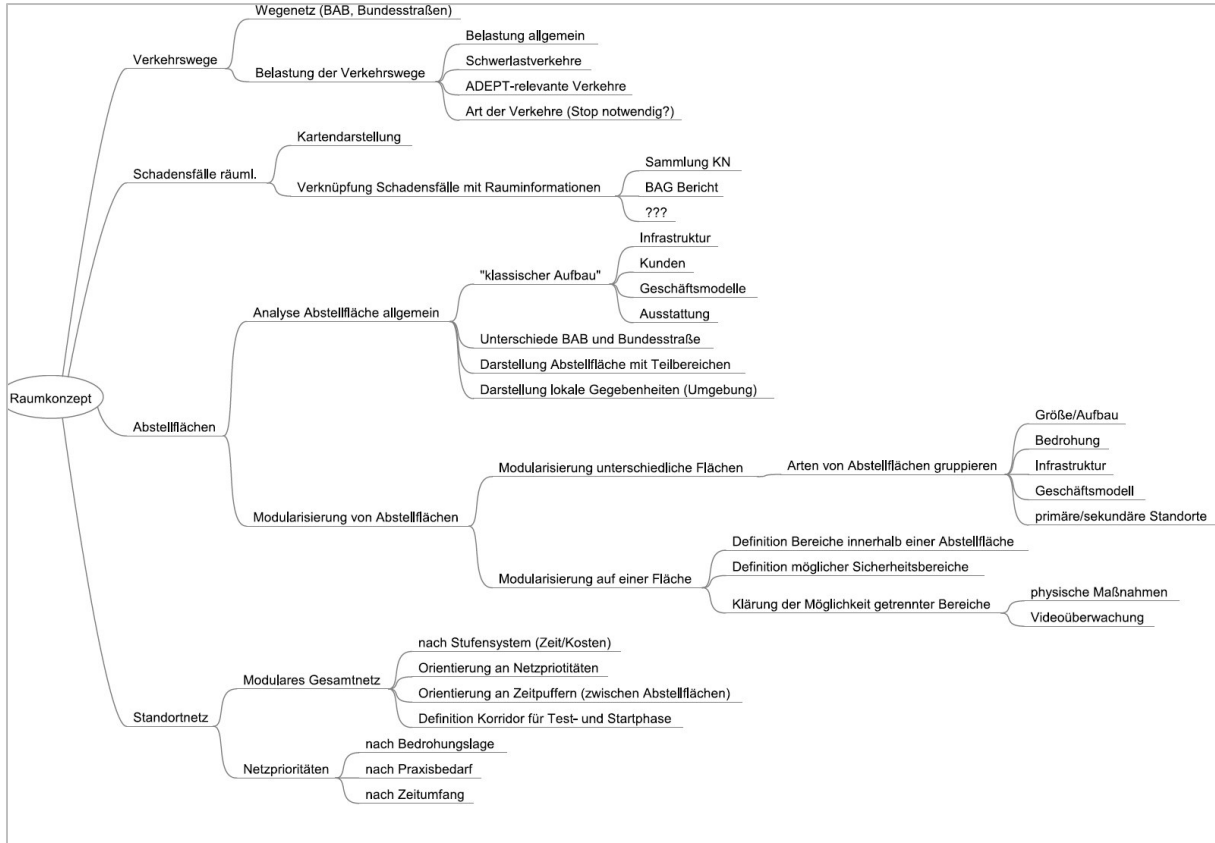 Raumkonzept
Verkehrswege
Wegenetz (BAB, Bundesstraßen)
Belastung der Verkehrswege
Belastung allgemein
Schwerlastverkehre
ADEPT-relevante Verkehre
Art der Verkehre (Stop notwendig?)
Schadensfälle räuml.
Kartendarstellung
Verknüpfung Schadensfälle mit Rauminformationen
Sammlung KN
BAG Bericht
???
Abstellflächen
Analyse Abstellfläche allgemein
"klassischer Aufbau"
Infrastruktur
Kunden
Geschäftsmodelle
Ausstattung
Unterschiede BAB und Bundesstraße
Darstellung Abstellfläche mit Teilbereichen
Darstellung lokale Gegebenheiten (Umgebung)
Modularisierung von Abstellflächen
Modularisierung unterschiedliche Flächen
Arten von Abstellflächen gruppieren
Größe/Aufbau
Bedrohung
Infrastruktur
Geschäftsmodell
primäre/sekundäre Standorte
Modularisierung auf einer Fläche
Definition Bereiche innerhalb einer Abstellfläche
Definition möglicher Sicherheitsbereiche
Klärung der Möglichkeit getrennter Bereiche
physische Maßnahmen
Videoüberwachung
Standortnetz
Modulares Gesamtnetz
nach Stufensystem (Zeit/Kosten)
Orientierung an Netzpriotitäten
Orientierung an Zeitpuffern (zwischen Abstellflächen)
Definition Korridor für Test- und Startphase
Netzprioritäten
nach Bedrohungslage
nach Praxisbedarf
nach Zeitumfang